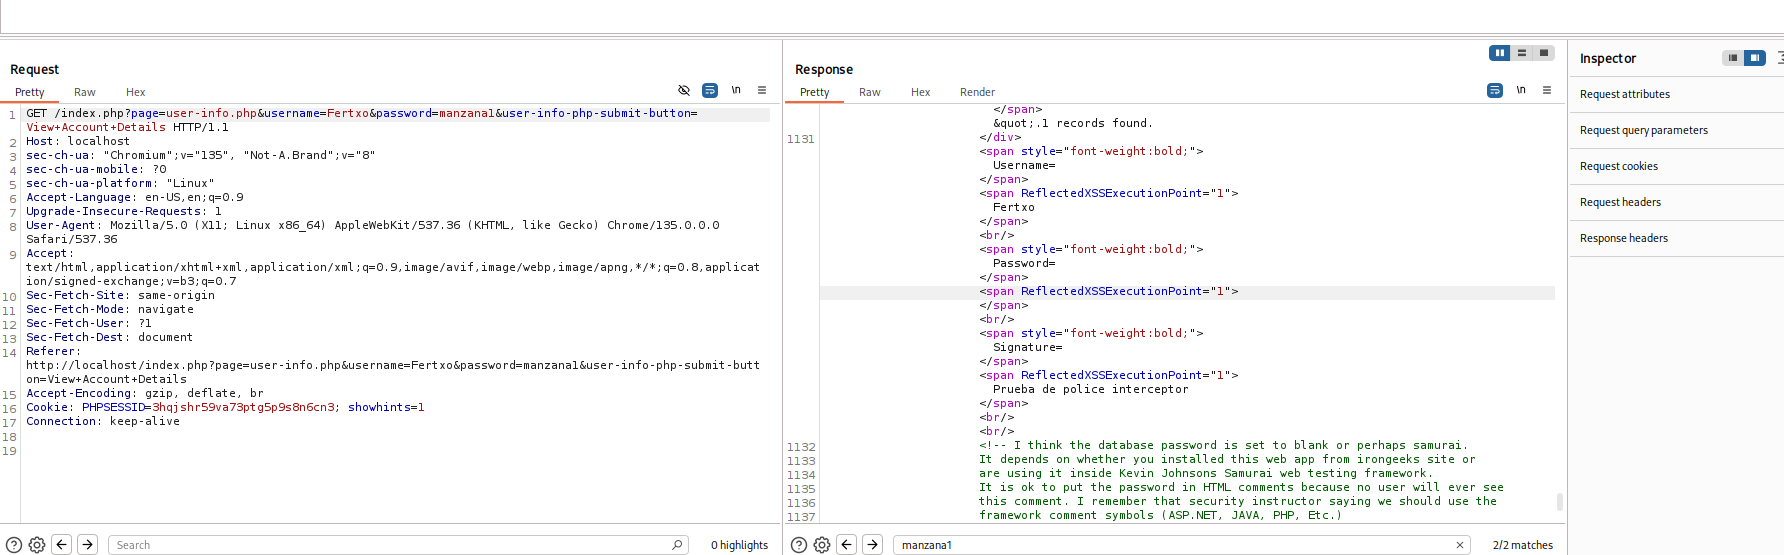 Request
Pretty Raw Hex
\n
1 GET /index.php?page=user-info.php&username=Fertxo&password=manzana1&user-info-php-submit-button=
View+Account+Details HTTP/1.1
2 Host: localhost
3 sec-ch-ua: "Chromium";v="135", "Not-A.Brand";v="8"
4 sec-ch-ua-mobile: ?0
5 sec-ch-ua-platform: "Linux"
6 Accept-Language: en-US,en;q=0.9
7 Upgrade-Insecure-Requests: 1
8 User-Agent: Mozilla/5.0 (X11; Linux x86_64) AppleWebKit/537.36 (KHTML, like Gecko) Chrome/135.0.0.0
Safari/537.36
9 Accept:
text/html,application/xhtml+xml,application/xml;q=0.9,image/avif,image/webp,image/apng,*/*;q=0.8,applicat
ion/signed-exchange;v=b3;q=0.7
10 Sec-Fetch-Site: same-origin
11 Sec-Fetch-Mode: navigate
12 Sec-Fetch-User: ?1
13 Sec-Fetch-Dest: document
14 Referer:
http://localhost/index.php?page=user-info.php&username=Fertxo&password=manzana1&user-info-php-submit-butt
on=View+Account+Details
15 Accept-Encoding: gzip, deflate, br
16 Cookie: PHPSESSID=3hqjshr59va73ptg5p9s8n6cn3; showhints=1
17 Connection: keep-alive
18
19
Search
0 highlights
Response
Pretty Raw Hex Render
\n
</span>
&quot;.1 records found.
1131 </div>
<span style="font-weight:bold;">
Username=
</span>
<span ReflectedXSSExecutionPoint="1">
Fertxo
</span>
<br/>
<span style="font-weight:bold;">
Password=
</span>
<span ReflectedXSSExecutionPoint="1">
</span>
<br/>
<span style="font-weight:bold;">
Signature=
</span>
<span ReflectedXSSExecutionPoint="1">
Prueba de police interceptor
</span>
<br/>
<br/>
1132 <!-- I think the database password is set to blank or perhaps samurai.
1133 It depends on whether you installed this web app from irongeeks site or
1134 are using it inside Kevin Johnsons Samurai web testing framework.
1135 It is ok to put the password in HTML comments because no user will ever see
1136 this comment. I remember that security instructor saying we should use the
1137 framework comment symbols (ASP.NET, JAVA, PHP, Etc.)
manzana1
2/2 matches
Inspector
Request attributes
Request query parameters
Request cookies
Request headers
Response headers